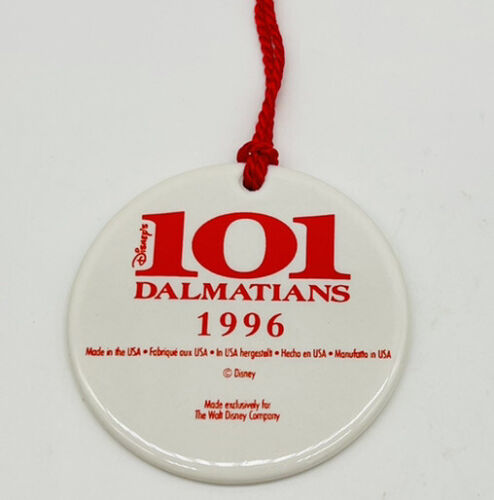 Disney's
101
DALMATIANS
1996
Made in the USA • Fabriqué aux USA • In USA hergestellt • Hecho en USA • Manufatto in USA
© Disney
Made exclusively for
The Walt Disney Company